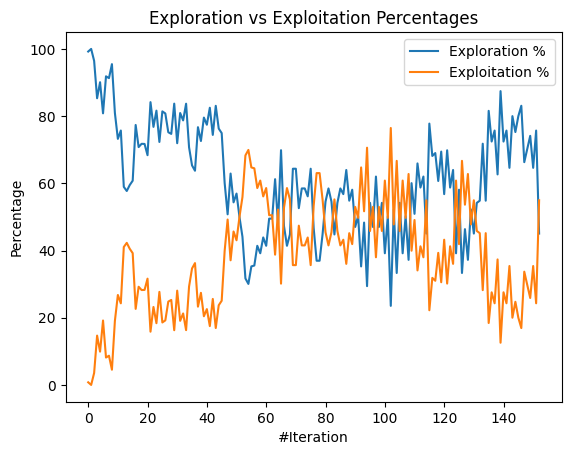 Exploration vs Exploitation Percentages
Exploration %
Exploitation %
Percentage
100
80
60
40
20
0
0 20 40 60 80 100 120 140
#Iteration